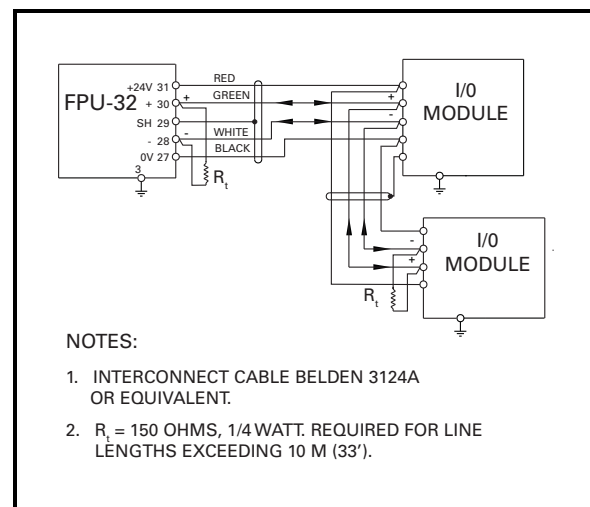 +24V 31
RED
FPU-32
+ 30
+
GREEN
SH 29
- 28
-
WHITE
0V 27
BLACK
3
Rt
I/0
MODULE
+
-
I/0
MODULE
-
+
Rt
NOTES:
1. INTERCONNECT CABLE BELDEN 3124A
OR EQUIVALENT.
2. Rt = 150 OHMS, 1/4 WATT. REQUIRED FOR LINE
LENGTHS EXCEEDING 10 M (33').